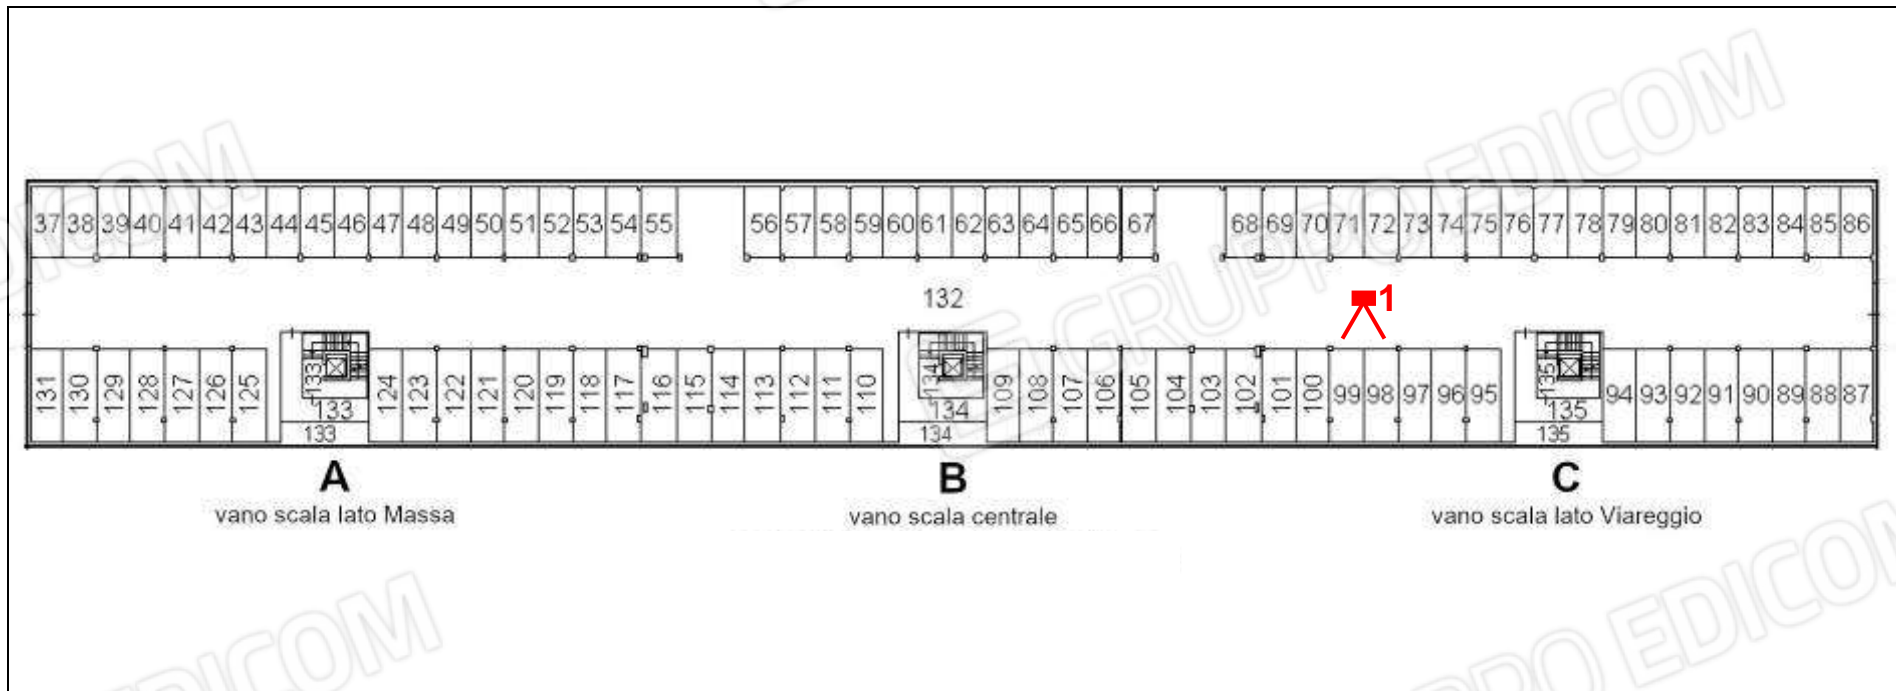 37 38 39 40 41 42 43 44 45 46 47 48 49 50 51 52 53 54 55 56 57 58 59 60 61 62 63 64 65 66 67 68 69 70 71 72 73 74 75 76 77 78 79 80 81 82 83 84 85 86
132
1
131 130 129 128 127 126 125 133 124 123 122 121 120 119 118 117 116 115 114 113 112 111 110 134 109 108 107 106 105 104 103 102 101 100 99 98 97 96 95 135 94 93 92 91 90 89 88 87
133 134 135
133 134 135
A B C
vano scala lato Massa
vano scala centrale
vano scala lato Viareggio
EDICOM
GRUPPO EDICOM
EDICOM
GRUPPO EDICOM